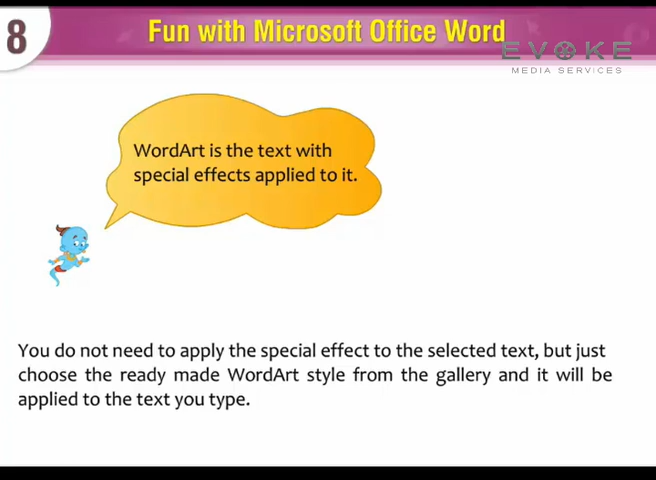 8
Fun with Microsoft Office Word
EVOKE
MEDIA SERVICES
WordArt is the text with
special effects applied to it.
You do not need to apply the special effect to the selected text, but just
choose the ready made WordArt style from the gallery and it will be
applied to the text you type.